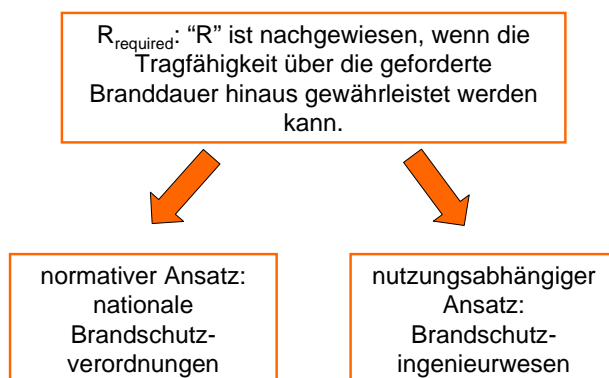 R_required: “R” ist nachgewiesen, wenn die
Tragfähigkeit über die geforderte
Branddauer hinaus gewährleistet werden
kann.
normativer Ansatz:
nationale
Brandschutz-
verordnungen
nutzungsabhängiger
Ansatz:
Brandschutz-
ingenieurwesen